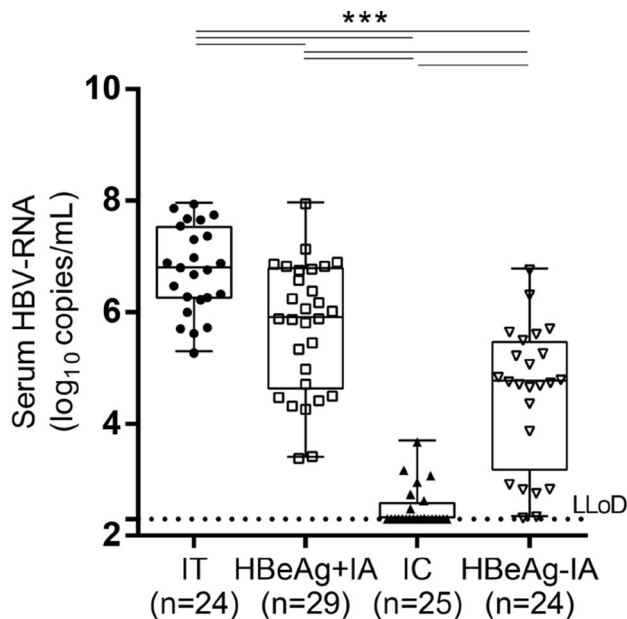 ***
10
8
6
4
2
Serum HBV-RNA
(log10 copies/mL)
LLoD
IT HBeAg+IA IC HBeAg-IA
(n=24) (n=29) (n=25) (n=24)